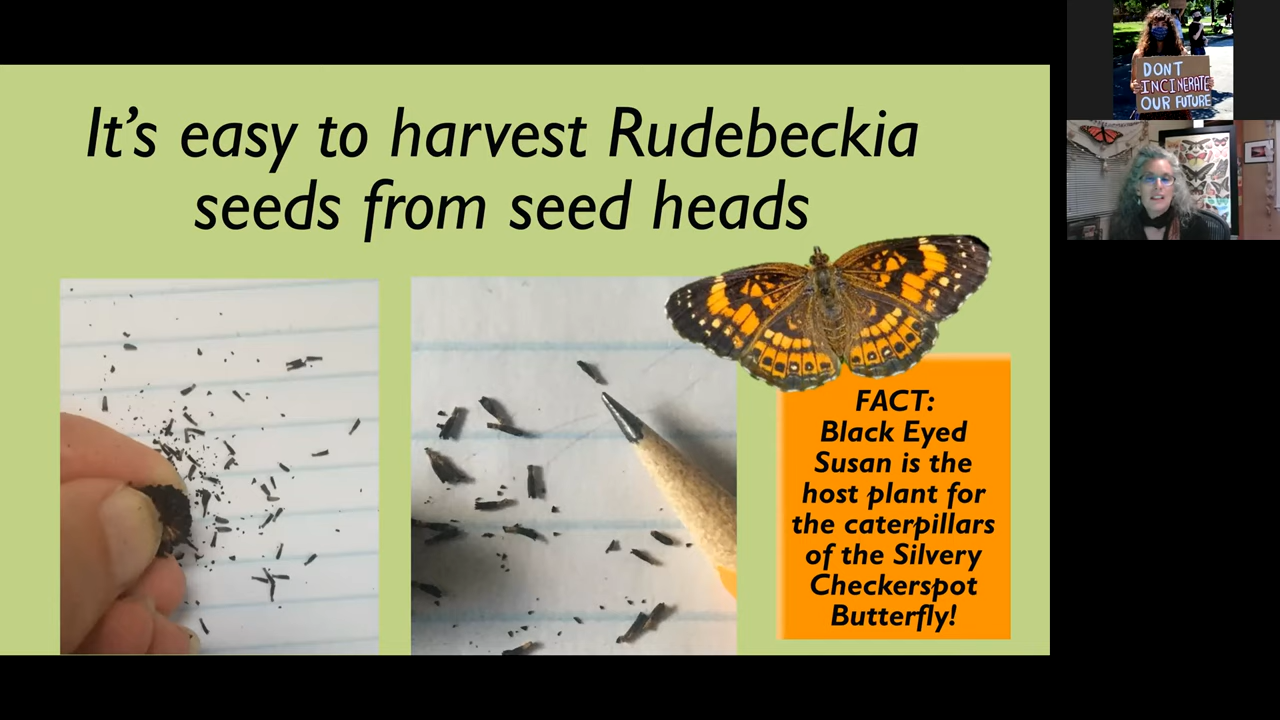 It's easy to harvest Rudebeckia
seeds from seed heads
FACT:
Black Eyed
Susan is the
host plant for
the caterpillars
of the Silvery
Checkerspot
Butterfly!
DON'T
INCINERATE
OUR FUTURE